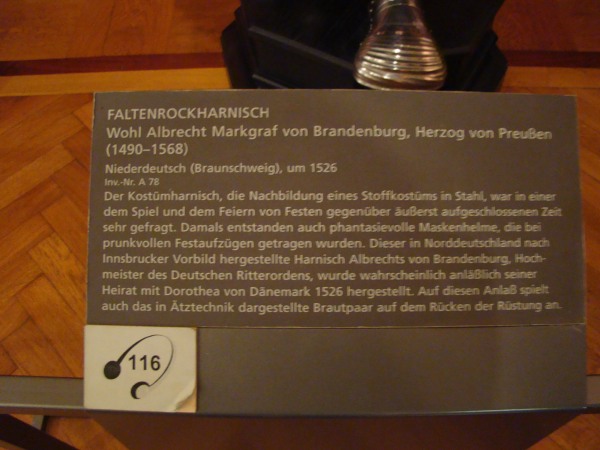 FALTENROCKHARNISCH
Wohl Albrecht Markgraf von Brandenburg, Herzog von Preußen
(1490–1568)
Niederdeutsch (Braunschweig), um 1526
Inv.-Nr. A 78
Der Kostümharnisch, die Nachbildung eines Stoffkostüms in Stahl, war in einer
dem Spiel und dem Feiern von Festen gegenüber äußerst aufgeschlossenen Zeit
sehr gefragt. Damals entstanden auch phantasievolle Maskenhelme, die bei
prunkvollen Festaufzügen getragen wurden. Dieser in Norddeutschland nach
Innsbrucker Vorbild hergestellte Harnisch Albrechts von Brandenburg, Hoch-
meister des Deutschen Ritterordens, wurde wahrscheinlich anläßlich seiner
Heirat mit Dorothea von Dänemark 1526 hergestellt. Auf diesen Anlaß spielt
auch das in Ätztechnik dargestellte Brautpaar auf dem Rücken der Rüstung an.
116